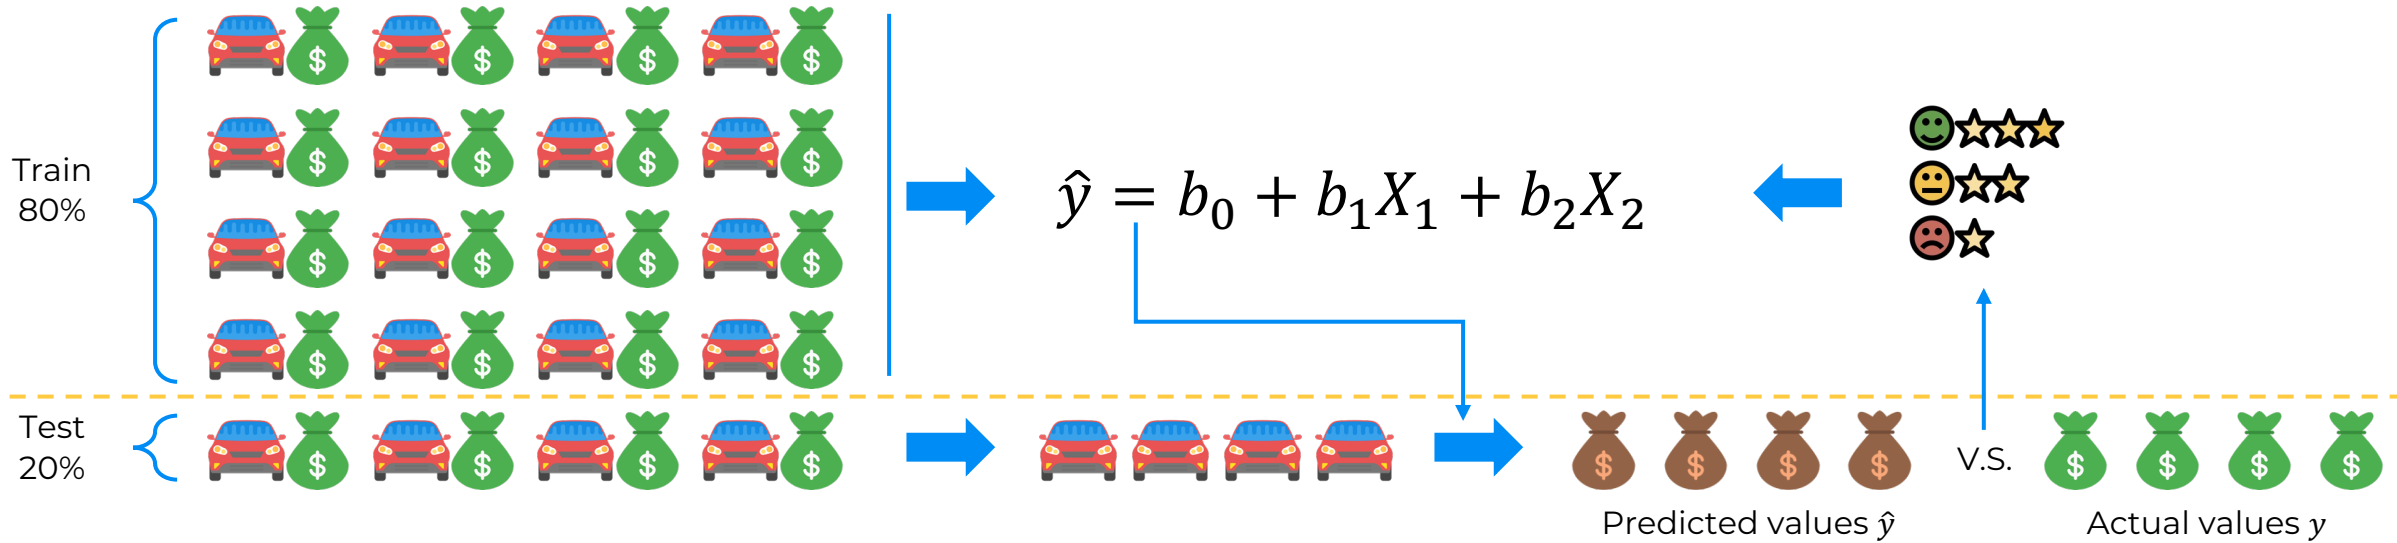 Train
80%
ŷ = b₀ + b₁X₁ + b₂X₂
Test
20%
V.S.
Predicted values ŷ
Actual values y